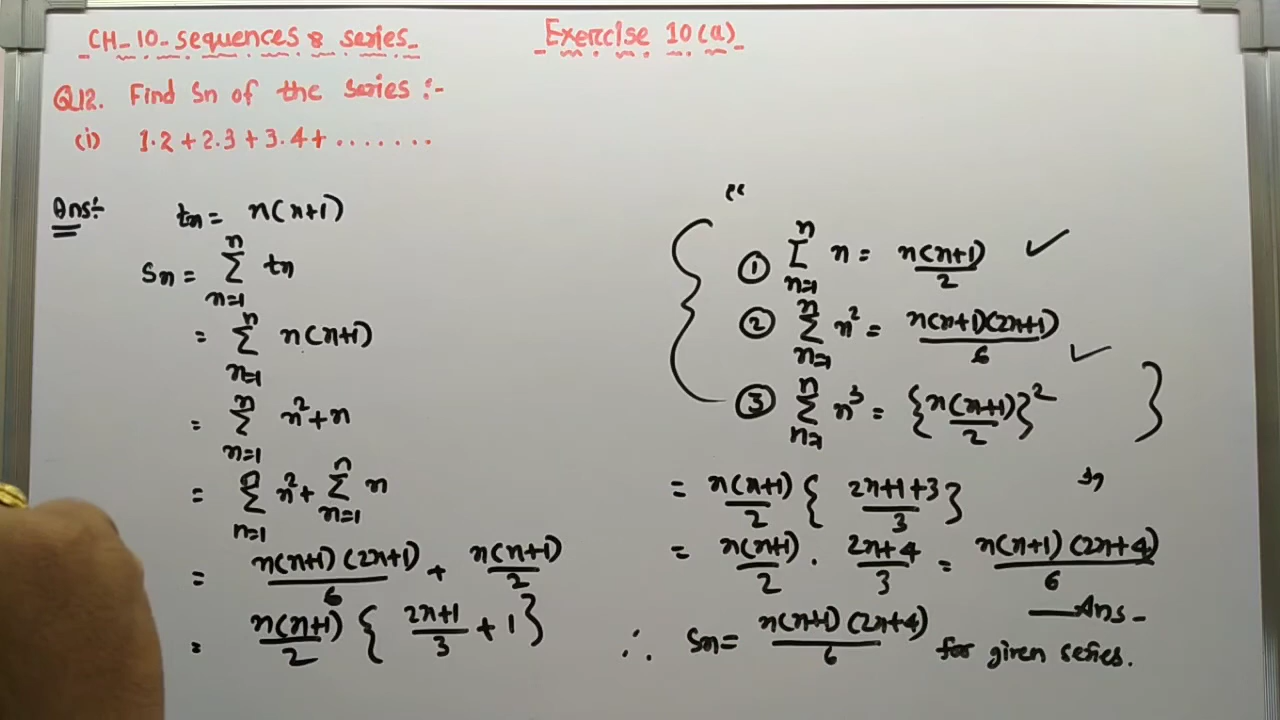 CH-10-sequences & series
Exercise 10(a)
Q12. Find Sn of the series :-
(i) 1.2 + 2.3 + 3.4 + .......
Ans:- tn = n(n+1)
Sn = n Σ n=1 tn
= n Σ n=1 n(n+1)
= n Σ n=1 n² + n
= n Σ n=1 n² + n Σ n=1 n
= n(n+1)(2n+1)/6 + n(n+1)/2
= n(n+1)/2 { 2n+1/3 + 1 }
① n Σ n=1 n = n(n+1)/2 ✓
② n Σ n=1 n² = n(n+1)(2n+1)/6 ✓
③ n Σ n=1 n³ = {n(n+1)/2}²
= n(n+1)/2 { 2n+1+3/3 }
= n(n+1)/2 . 2n+4/3 = n(n+1)(2n+4)/6
Ans-
∴ Sn = n(n+1)(2n+4)/6 for given series.